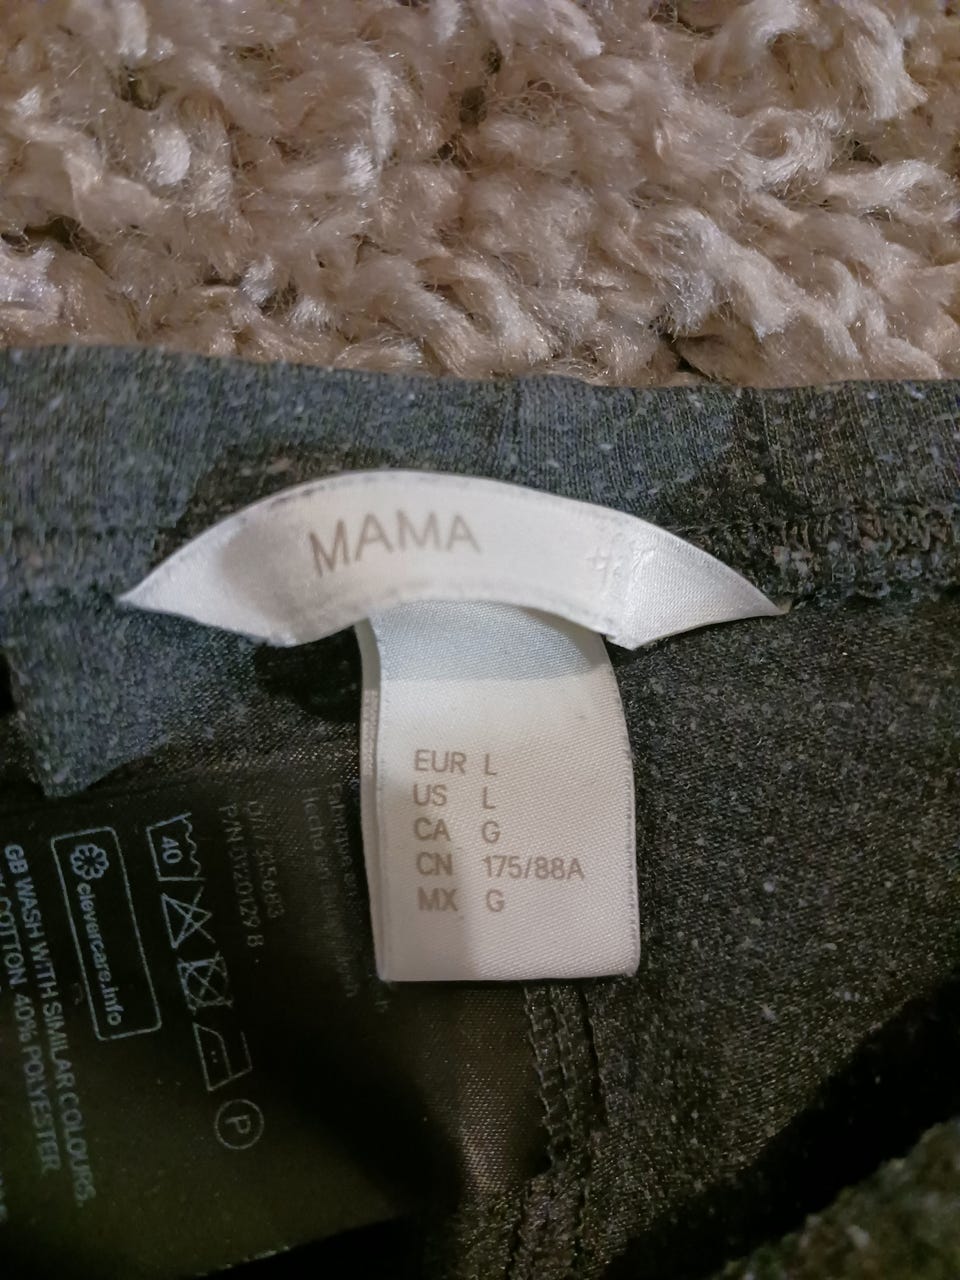 MAMA
EUR L
US L
CA G
CN 175/88A
MX G
40
P
clevercare.info
GB WASH WITH SIMILAR COLOURS.
COTTON 40% POLYESTER